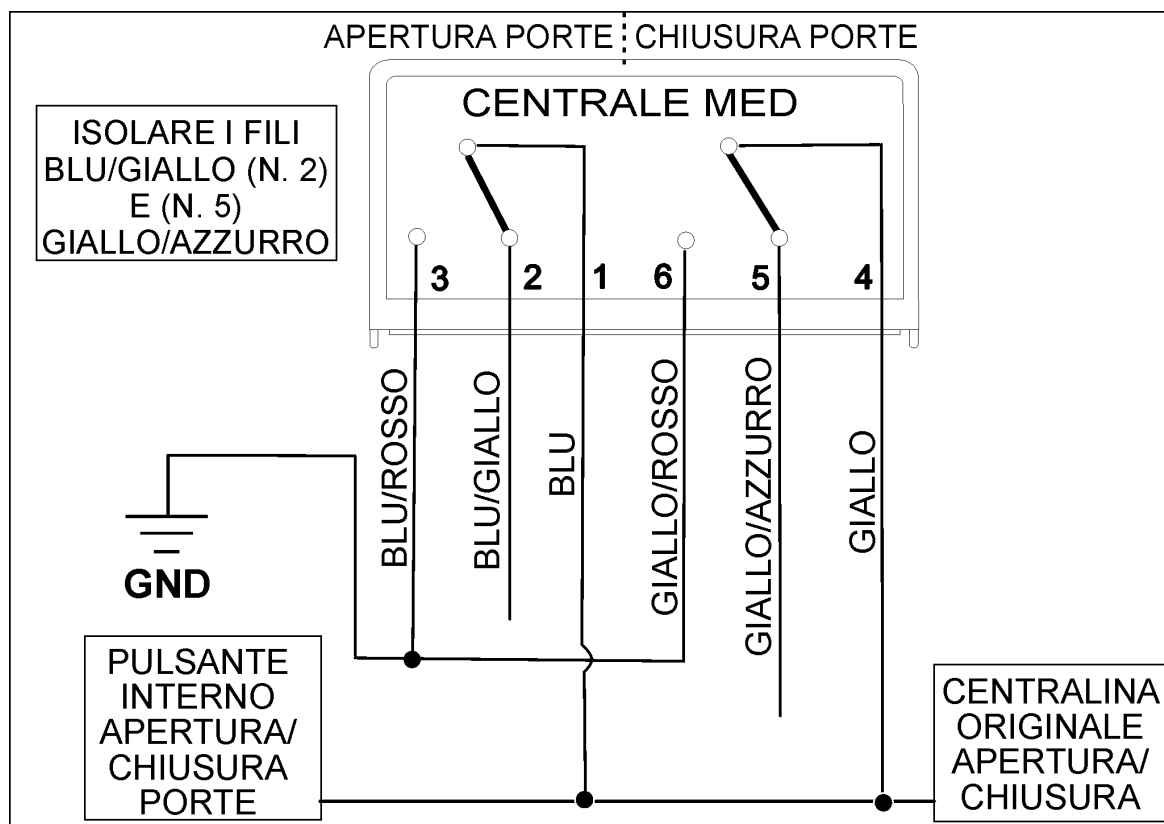 APERTURA PORTE CHIUSURA PORTE
CENTRALE MED
ISOLARE I FILI
BLU/GIALLO (N. 2)
E (N. 5)
GIALLO/AZZURRO
3 2 1 6 5 4
BLU/ROSSO
BLU/GIALLO
BLU
GIALLO/ROSSO
GIALLO/AZZURRO
GIALLO
GND
PULSANTE
INTERNO
APERTURA/
CHIUSURA
PORTE
CENTRALINA
ORIGINALE
APERTURA/
CHIUSURA